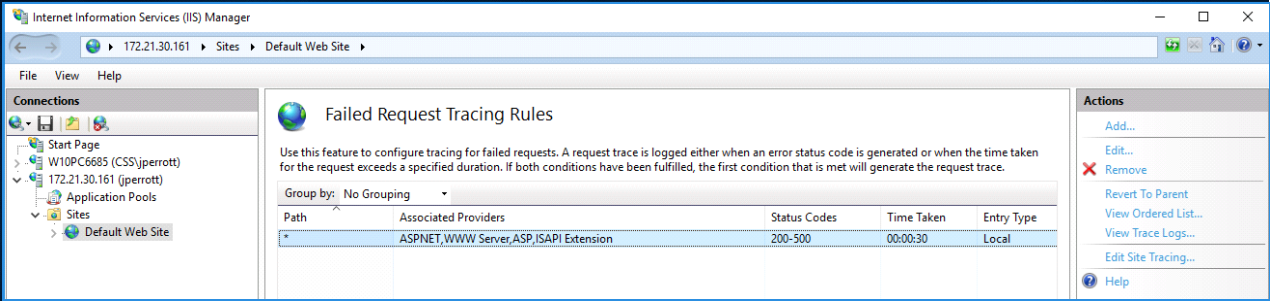 Internet Information Services (IIS) Manager
172.21.30.161 Sites Default Web Site
File View Help
Connections
Start Page
W10PC6685 (CSS\jperrott)
172.21.30.161 (jperrott)
Application Pools
Sites
Default Web Site
Failed Request Tracing Rules
Use this feature to configure tracing for failed requests. A request trace is logged either when an error status code is generated or when the time taken
for the request exceeds a specified duration. If both conditions have been fulfilled, the first condition that is met will generate the request trace.
Group by: No Grouping
Path Associated Providers Status Codes Time Taken Entry Type
* ASPNET,WWW Server,ASP,ISAPI Extension 200-500 00:00:30 Local
Actions
Add...
Edit...
Remove
Revert To Parent
View Ordered List...
View Trace Logs...
Edit Site Tracing...
Help